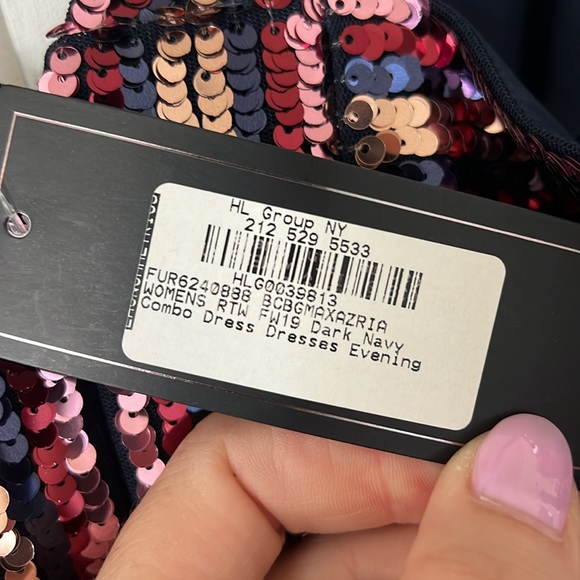 HL Group NY
212 529 5533
HLG0039813
FUR6240898 BCBGMAXAZRIA
WOMENS RTW FW19 Dark Navy
Combo Dress Dresses Evening